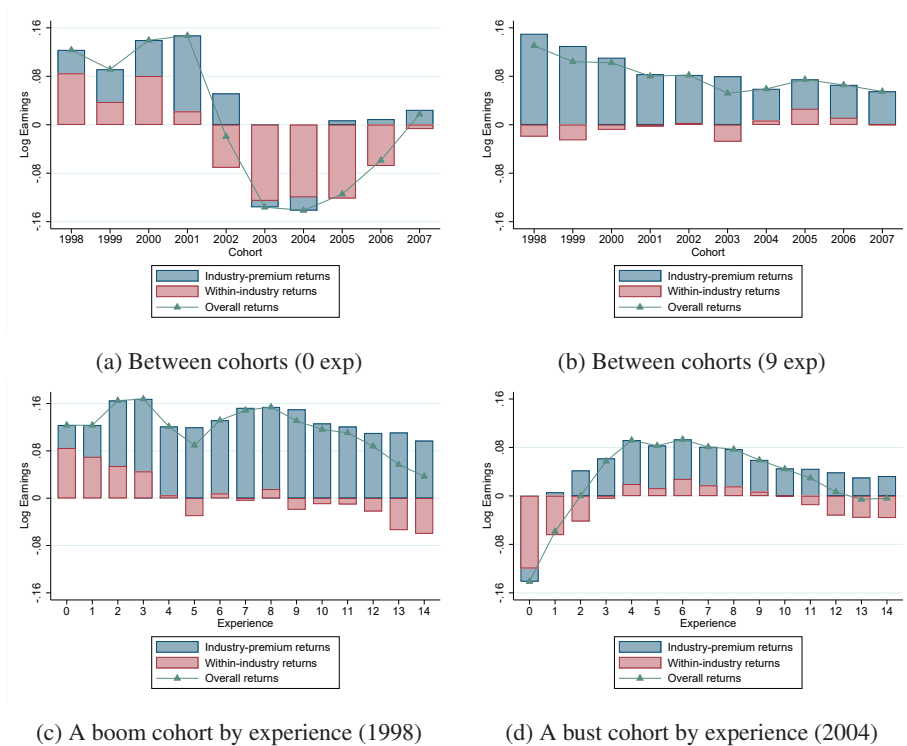 .16
.08
0
-.08
-.16
Log Earnings
1998 1999 2000 2001 2002 2003 2004 2005 2006 2007
Cohort
Industry-premium returns
Within-industry returns
Overall returns
(a) Between cohorts (0 exp)
.16
.08
0
-.08
-.16
Log Earnings
1998 1999 2000 2001 2002 2003 2004 2005 2006 2007
Cohort
Industry-premium returns
Within-industry returns
Overall returns
(b) Between cohorts (9 exp)
.16
.08
0
-.08
-.16
Log Earnings
0 1 2 3 4 5 6 7 8 9 10 11 12 13 14
Experience
Industry-premium returns
Within-industry returns
Overall returns
(c) A boom cohort by experience (1998)
.16
.08
0
-.08
-.16
Log Earnings
0 1 2 3 4 5 6 7 8 9 10 11 12 13 14
Experience
Industry-premium returns
Within-industry returns
Overall returns
(d) A bust cohort by experience (2004)